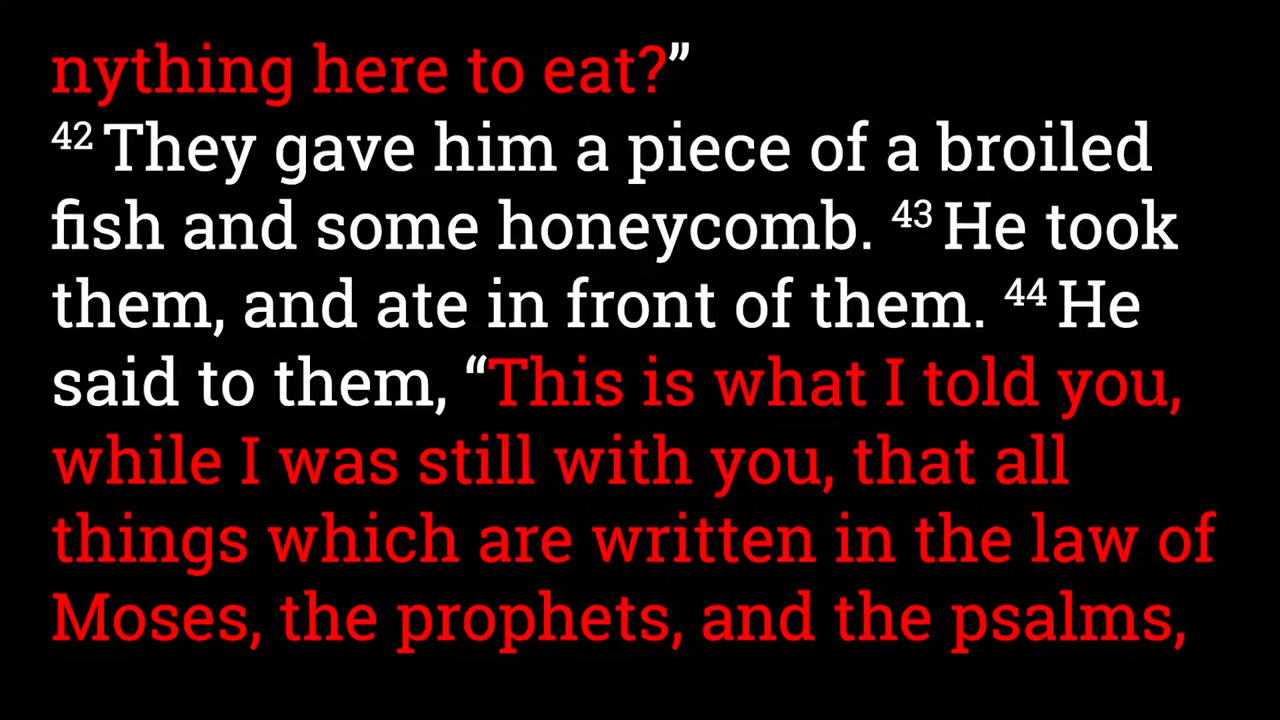 nything here to eat?”
42 They gave him a piece of a broiled
fish and some honeycomb. 43 He took
them, and ate in front of them. 44 He
said to them, “This is what I told you,
while I was still with you, that all
things which are written in the law of
Moses, the prophets, and the psalms,